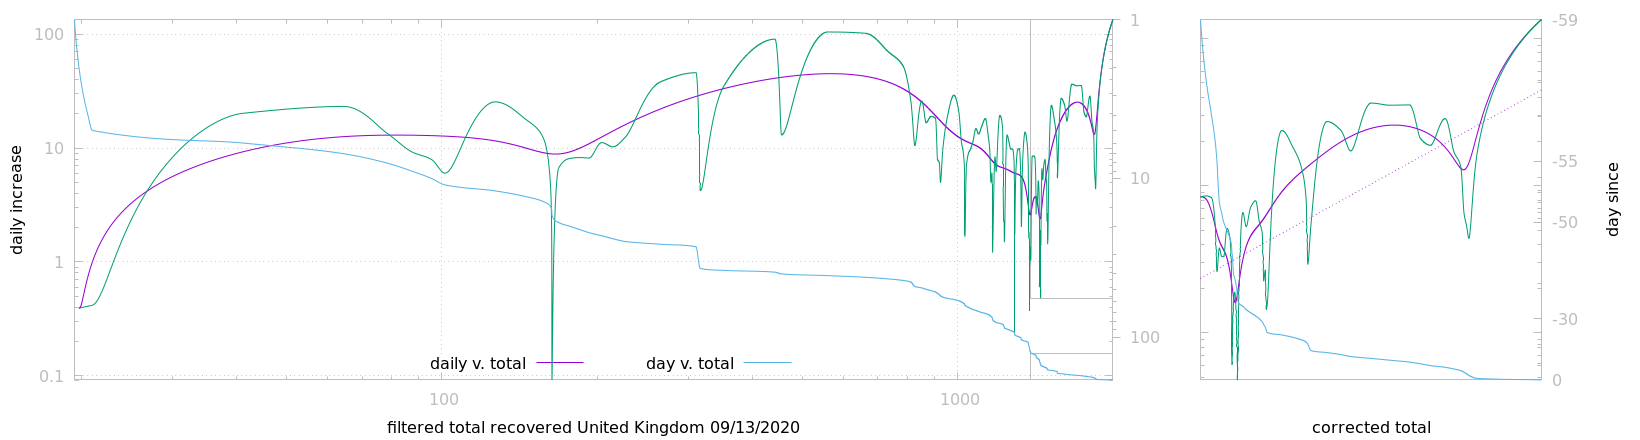 100
10
1
0.1
daily increase
100
1000
1
10
100
daily v. total
day v. total
filtered total recovered United Kingdom 09/13/2020
-59
-55
-50
-30
0
day since
corrected total